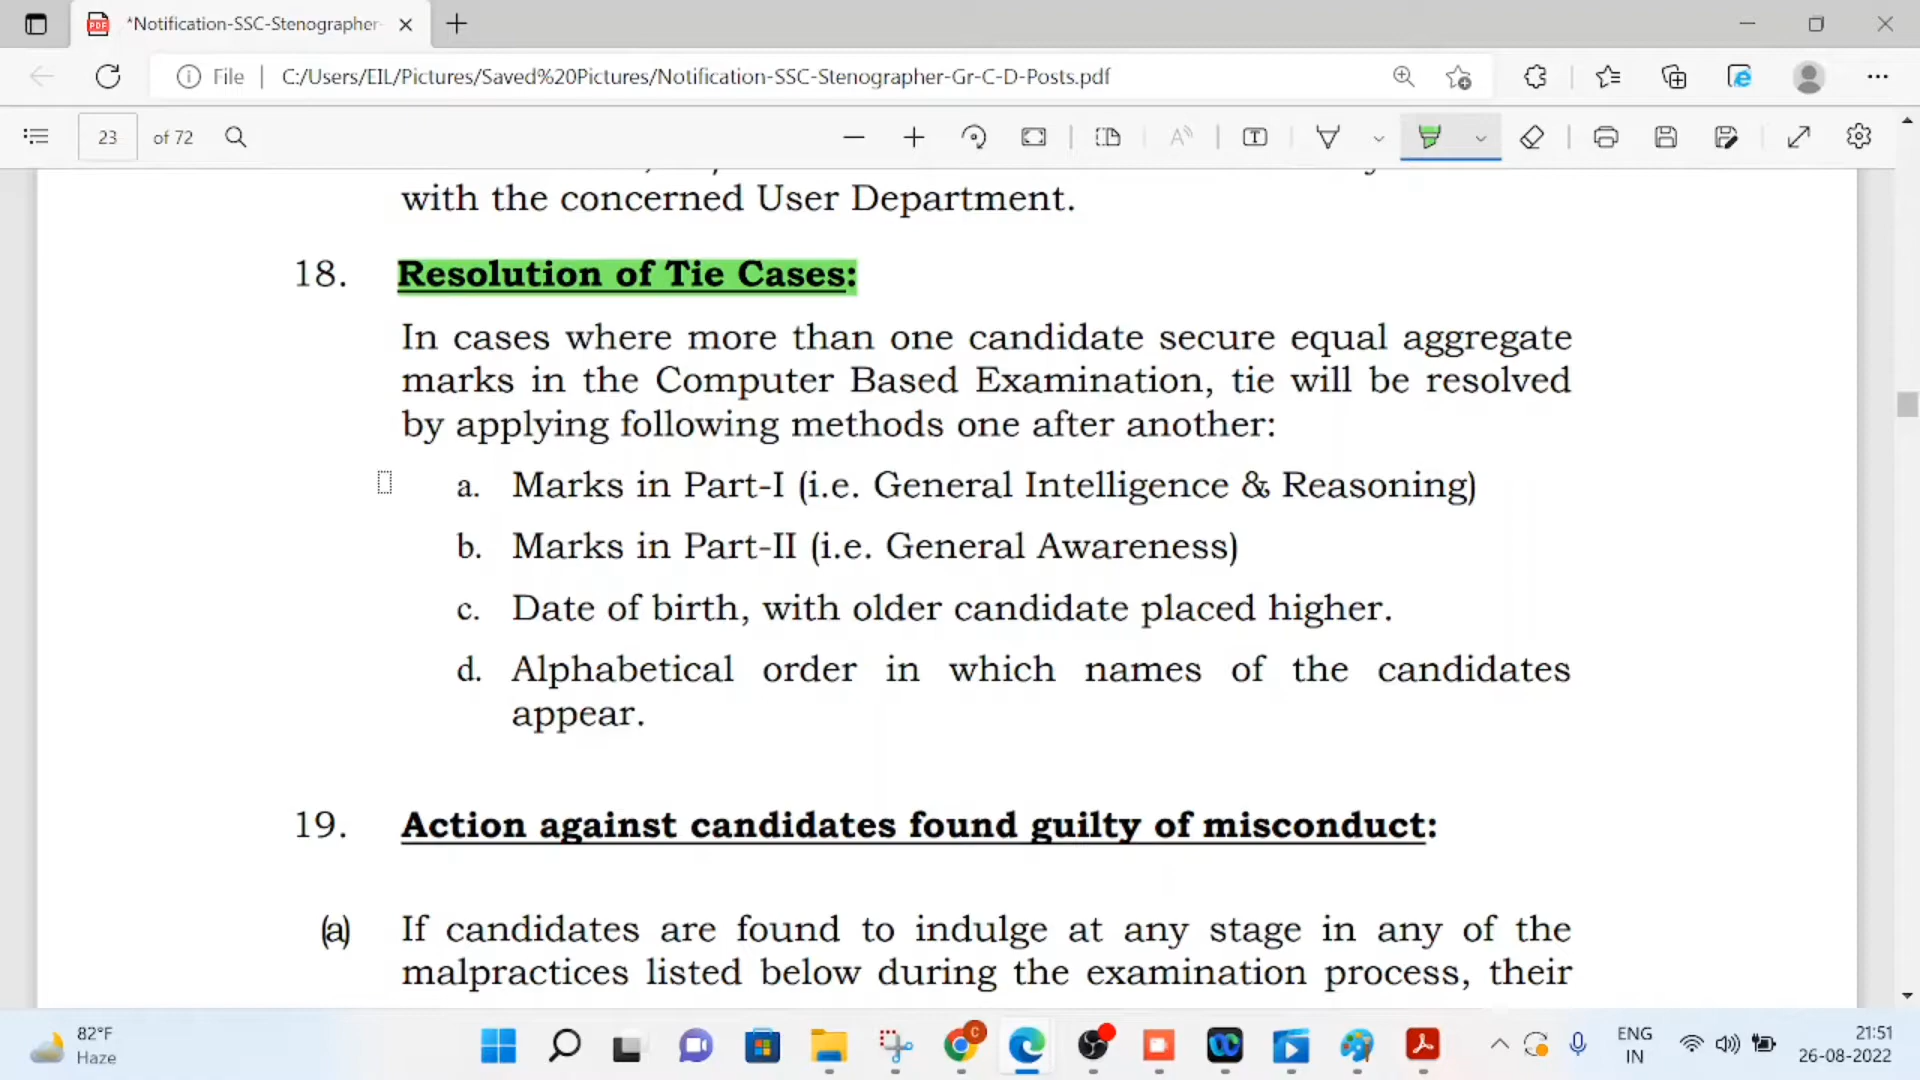 *Notification-SSC-Stenographer-
File
C:/Users/EIL/Pictures/Saved%20Pictures/Notification-SSC-Stenographer-Gr-C-D-Posts.pdf
23 of 72
with the concerned User Department.
18. Resolution of Tie Cases:
In cases where more than one candidate secure equal aggregate
marks in the Computer Based Examination, tie will be resolved
by applying following methods one after another:
a. Marks in Part-I (i.e. General Intelligence & Reasoning)
b. Marks in Part-II (i.e. General Awareness)
c. Date of birth, with older candidate placed higher.
d. Alphabetical order in which names of the candidates
appear.
19. Action against candidates found guilty of misconduct:
(a) If candidates are found to indulge at any stage in any of the
malpractices listed below during the examination process, their
82°F
Haze
ENG
IN
21:51
26-08-2022